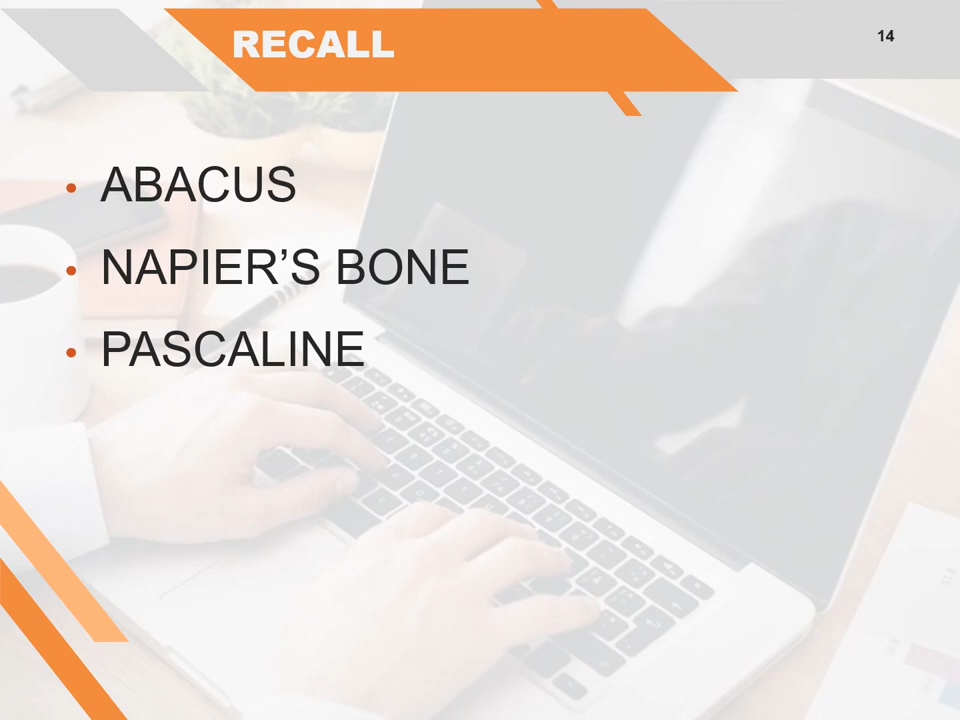 RECALL
14
• ABACUS
• NAPIER’S BONE
• PASCALINE